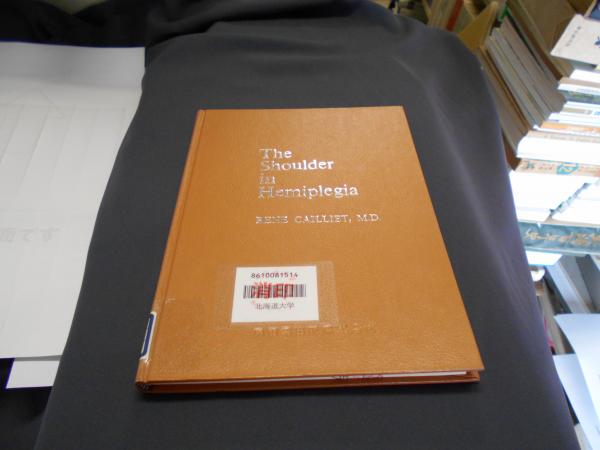 The
Shoulder
in
Hemiplegia
RENE CAILLIET, M.D.
8610081514
消印
北海道大学